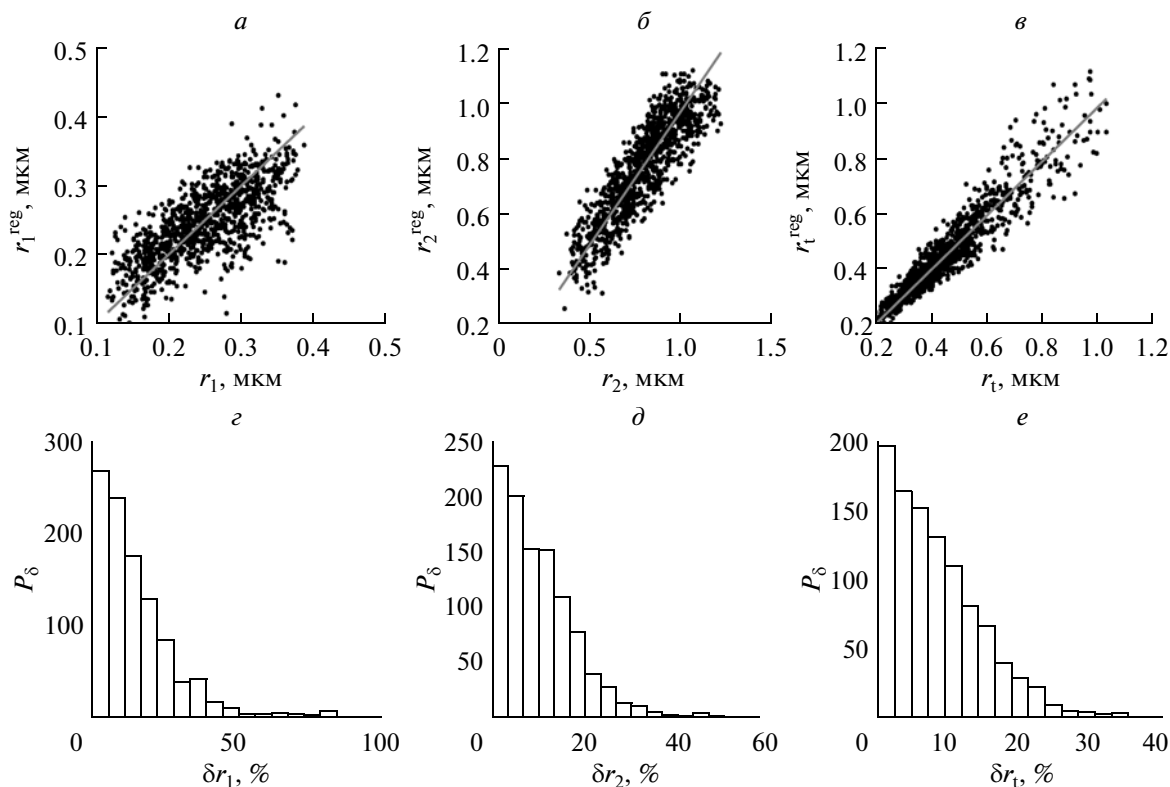 а
0.5
0.4
0.3
0.2
0.1
r₁ʳᵉᵍ, мкм
0.1 0.2 0.3 0.4 0.5
r₁, мкм
б
1.2
1.0
0.8
0.6
0.4
0.2
r₂ʳᵉᵍ, мкм
0 0.5 1.0 1.5
r₂, мкм
в
1.2
1.0
0.8
0.6
0.4
0.2
rₜʳᵉᵍ, мкм
0.2 0.4 0.6 0.8 1.0 1.2
rₜ, мкм
г
300
200
100
P_δ
0 50 100
δr₁, %
д
250
200
150
100
50
P_δ
0 20 40 60
δr₂, %
е
200
150
100
50
P_δ
0 10 20 30 40
δrₜ, %